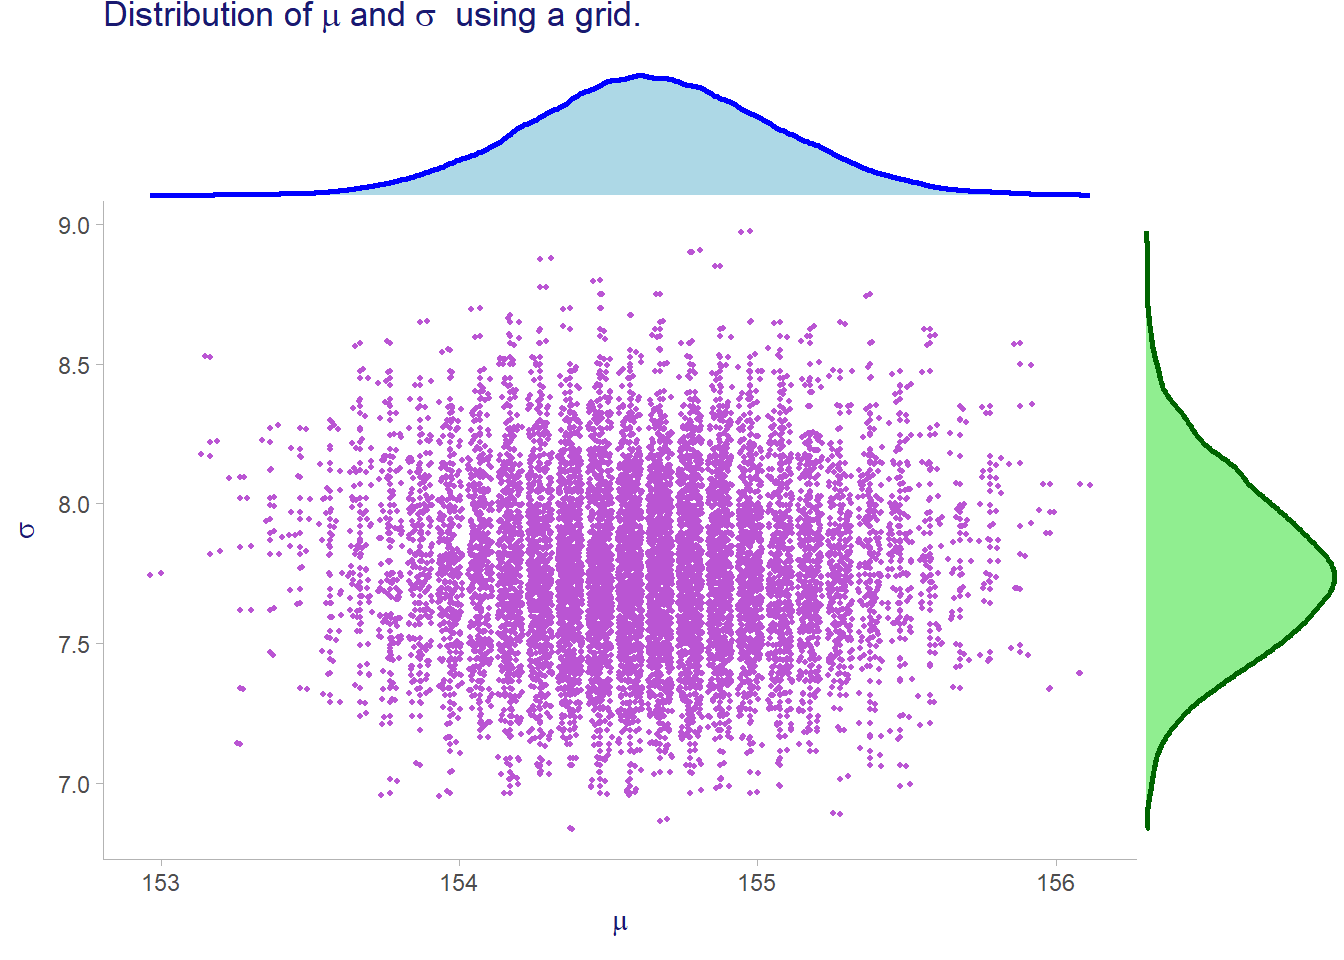 Distribution of μ and σ using a grid.
9.0
8.5
8.0
7.5
7.0
σ
153 154 155 156
μ